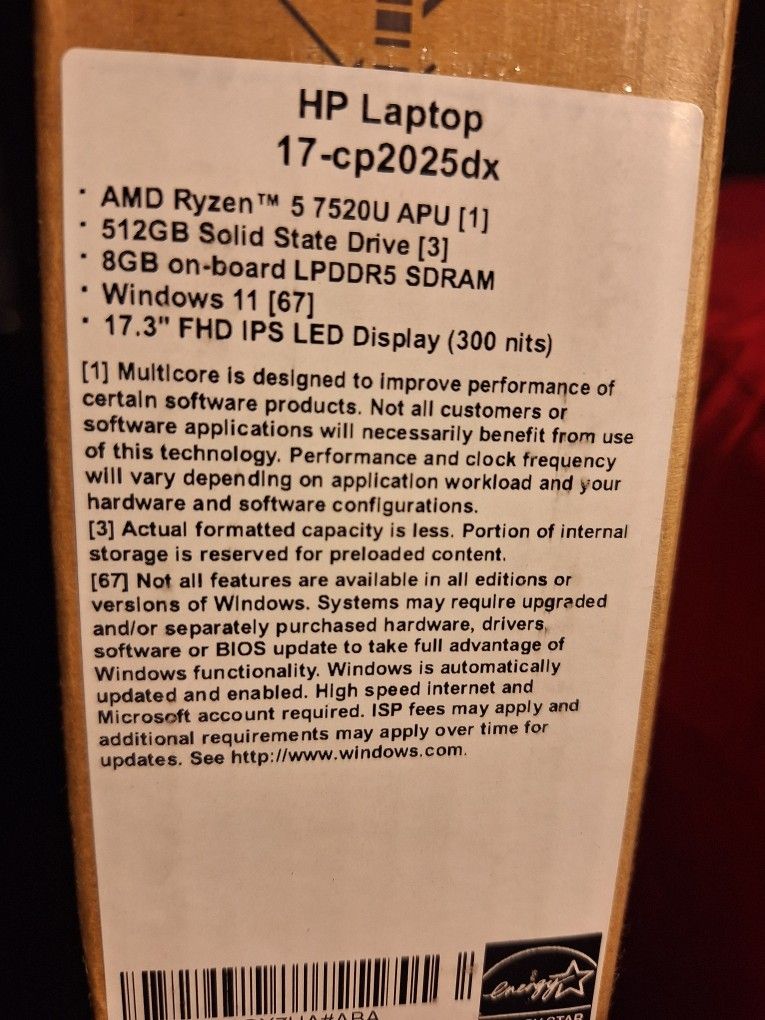 HP Laptop
17-cp2025dx
· AMD Ryzen™ 5 7520U APU [1]
· 512GB Solid State Drive [3]
· 8GB on-board LPDDR5 SDRAM
· Windows 11 [67]
· 17.3" FHD IPS LED Display (300 nits)
[1] Multicore is designed to improve performance of
certain software products. Not all customers or
software applications will necessarily benefit from use
of this technology. Performance and clock frequency
will vary depending on application workload and your
hardware and software configurations.
[3] Actual formatted capacity is less. Portion of internal
storage is reserved for preloaded content.
[67] Not all features are available in all editions or
versions of Windows. Systems may require upgraded
and/or separately purchased hardware, drivers,
software or BIOS update to take full advantage of
Windows functionality. Windows is automatically
updated and enabled. High speed internet and
Microsoft account required. ISP fees may apply and
additional requirements may apply over time for
updates. See http://www.windows.com.
energy